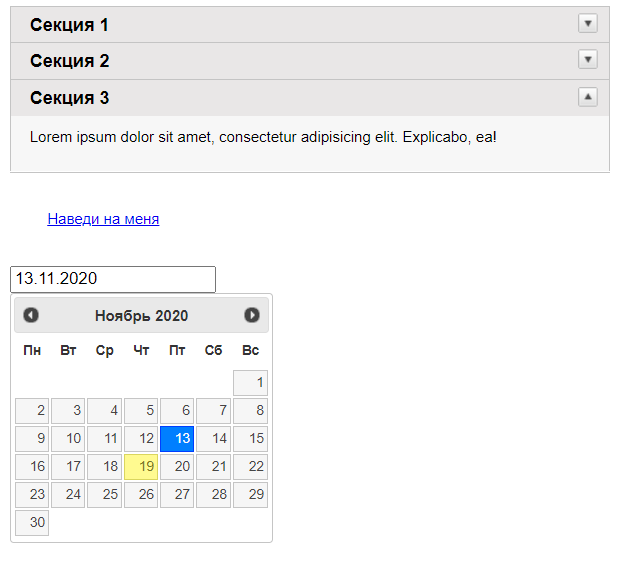 Секция 1
Секция 2
Секция 3
Lorem ipsum dolor sit amet, consectetur adipisicing elit. Explicabo, ea!
Наведи на меня
13.11.2020
Ноябрь 2020
Пн Вт Ср Чт Пт Сб Вс
1
2 3 4 5 6 7 8
9 10 11 12 13 14 15
16 17 18 19 20 21 22
23 24 25 26 27 28 29
30